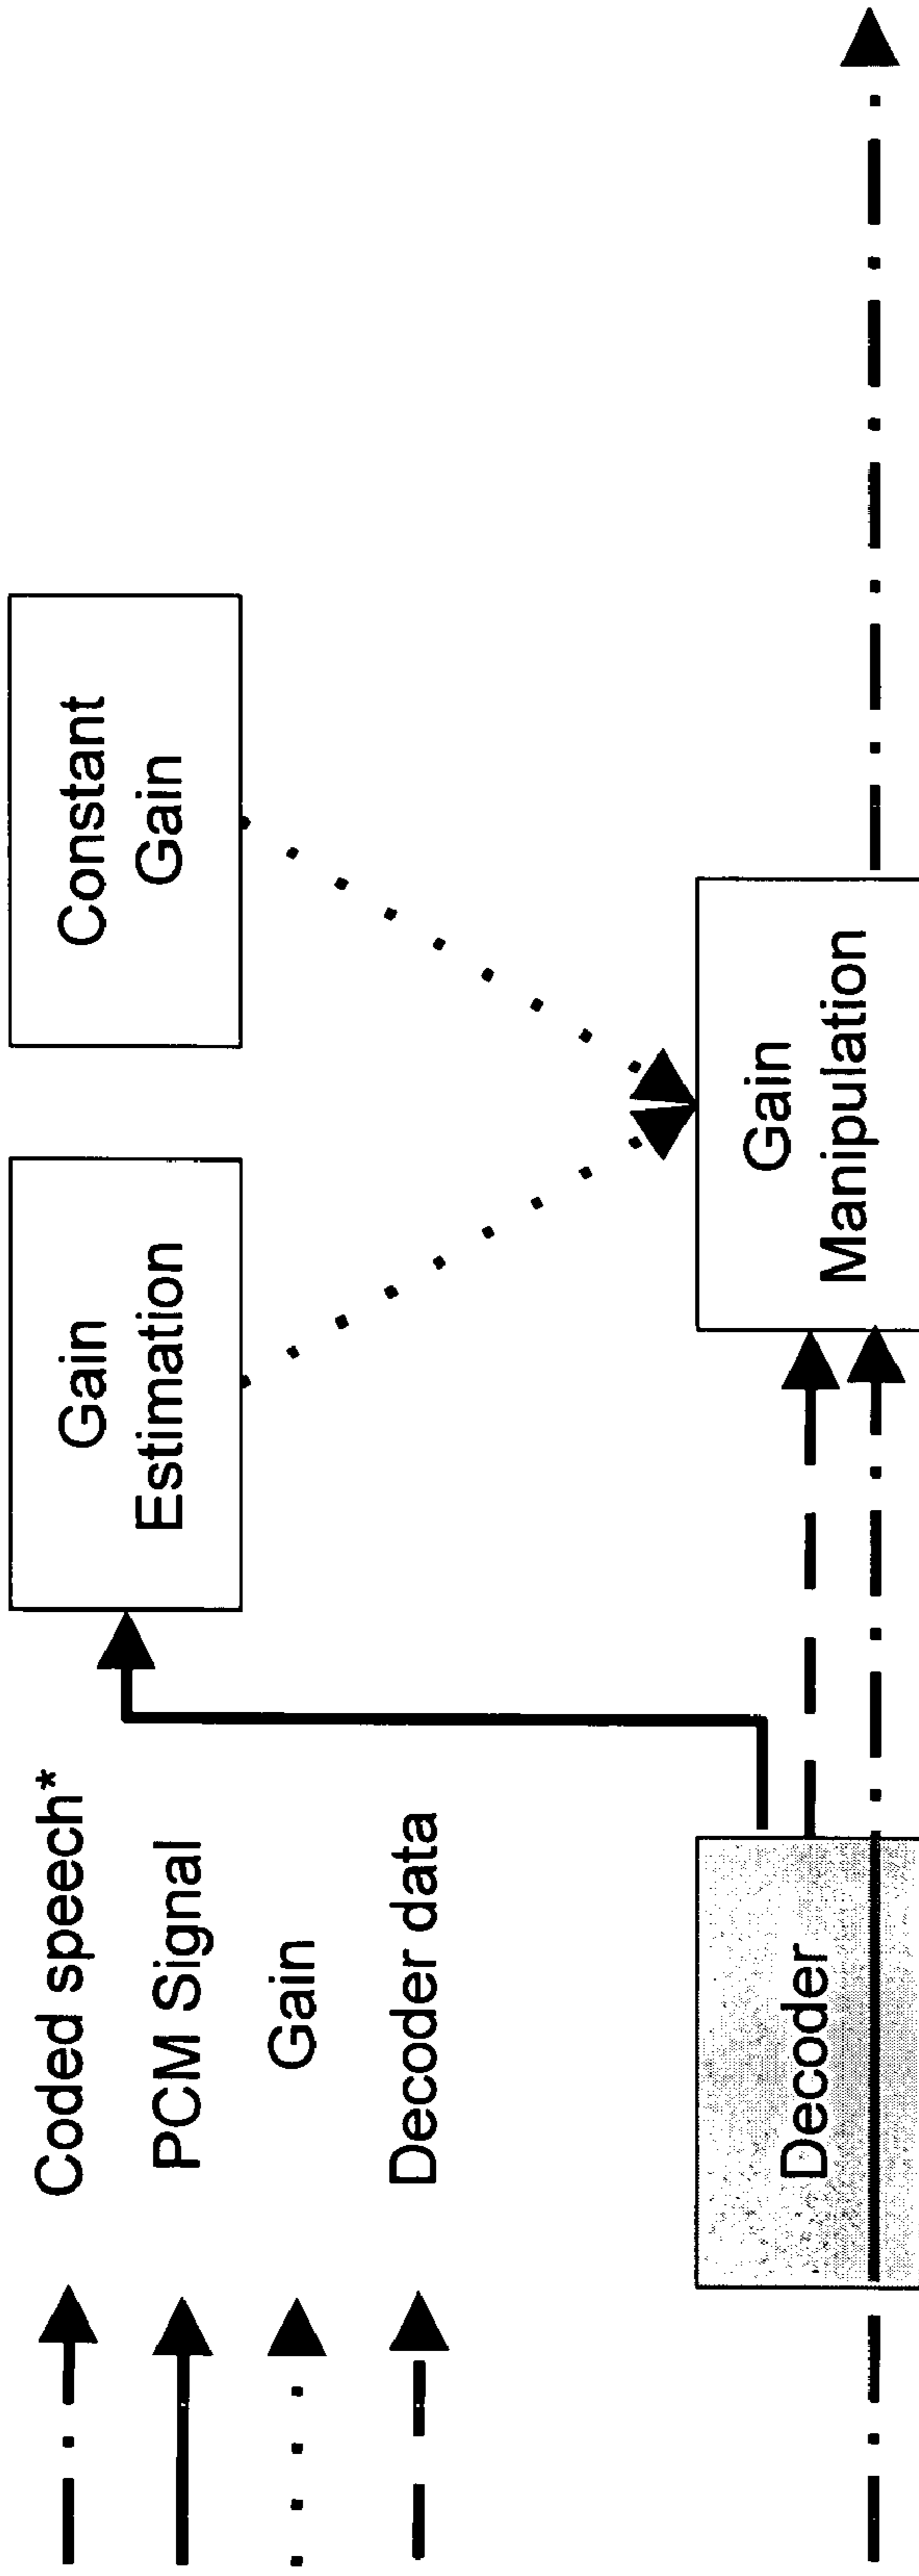 Coded speech*
PCM Signal
Gain
Decoder data
Gain
Estimation
Constant
Gain
Decoder
Gain
Manipulation